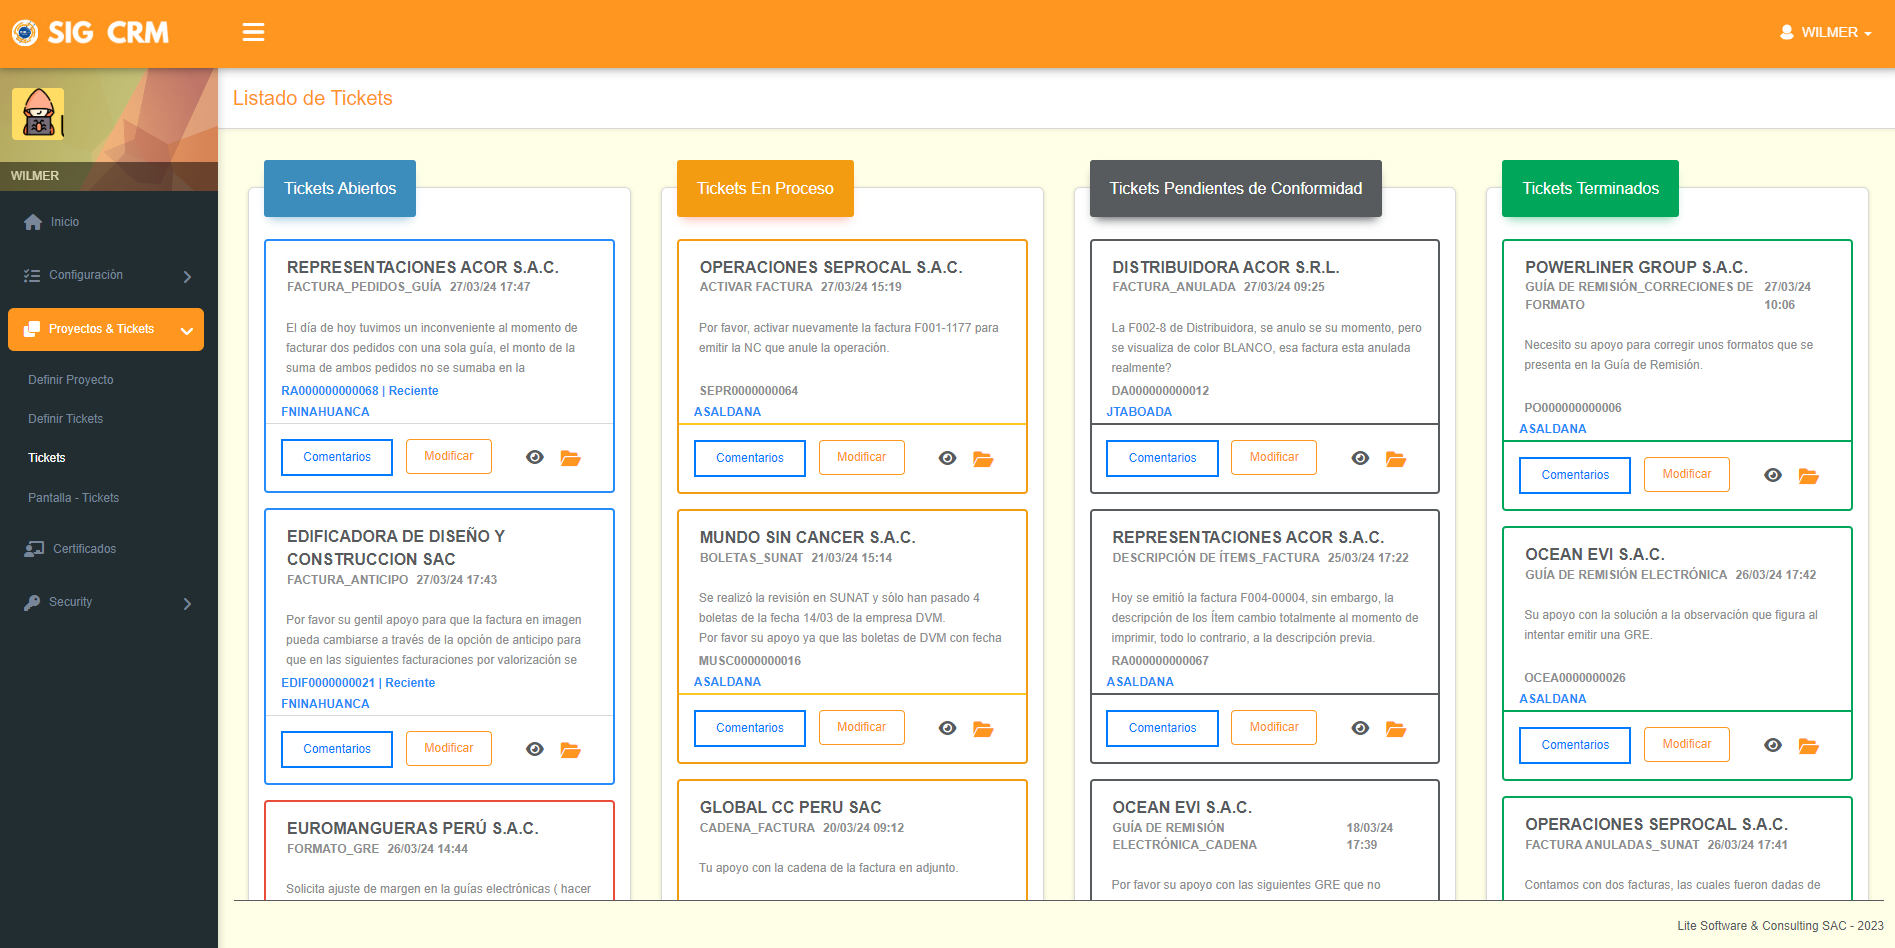 SIG CRM
WILMER
Listado de Tickets
WILMER
Inicio
Configuración
Proyectos & Tickets
Definir Proyecto
Definir Tickets
Tickets
Pantalla - Tickets
Certificados
Security
Tickets Abiertos
REPRESENTACIONES ACOR S.A.C.
FACTURA_PEDIDOS_GUÍA 27/03/24 17:47
El día de hoy tuvimos un inconveniente al momento de
facturar dos pedidos con una sola guía, el monto de la
suma de ambos pedidos no se sumaba en la
RA000000000068 | Reciente
FNINAHUANCA
Comentarios Modificar
EDIFICADORA DE DISEÑO Y
CONSTRUCCION SAC
FACTURA_ANTICIPO 27/03/24 17:43
Por favor su gentil apoyo para que la factura en imagen
pueda cambiarse a través de la opción de anticipo para
que en las siguientes facturaciones por valorización se
EDIF0000000021 | Reciente
FNINAHUANCA
Comentarios Modificar
EUROMANGUERAS PERÚ S.A.C.
FORMATO_GRE 26/03/24 14:44
Solicita ajuste de margen en la guías electrónicas ( hacer
Tickets En Proceso
OPERACIONES SEPROCAL S.A.C.
ACTIVAR FACTURA 27/03/24 15:19
Por favor, activar nuevamente la factura F001-1177 para
emitir la NC que anule la operación.
SEPR0000000064
ASALDANA
Comentarios Modificar
MUNDO SIN CANCER S.A.C.
BOLETAS_SUNAT 21/03/24 15:14
Se realizó la revisión en SUNAT y sólo han pasado 4
boletas de la fecha 14/03 de la empresa DVM.
Por favor su apoyo ya que las boletas de DVM con fecha
MUSC0000000016
ASALDANA
Comentarios Modificar
GLOBAL CC PERU SAC
CADENA_FACTURA 20/03/24 09:12
Tu apoyo con la cadena de la factura en adjunto.
Tickets Pendientes de Conformidad
DISTRIBUIDORA ACOR S.R.L.
FACTURA_ANULADA 27/03/24 09:25
La F002-8 de Distribuidora, se anulo se su momento, pero
se visualiza de color BLANCO, esa factura esta anulada
realmente?
DA000000000012
JTABOADA
Comentarios Modificar
REPRESENTACIONES ACOR S.A.C.
DESCRIPCIÓN DE ÍTEMS_FACTURA 25/03/24 17:22
Hoy se emitió la factura F004-00004, sin embargo, la
descripción de los Ítem cambio totalmente al momento de
imprimir, todo lo contrario, a la descripción previa.
RA000000000067
ASALDANA
Comentarios Modificar
OCEAN EVI S.A.C.
GUÍA DE REMISIÓN 18/03/24
ELECTRÓNICA_CADENA 17:39
Por favor su apoyo con las siguientes GRE que no
Tickets Terminados
POWERLINER GROUP S.A.C.
GUÍA DE REMISIÓN_CORRECIONES DE 27/03/24
FORMATO 10:06
Necesito su apoyo para corregir unos formatos que se
presenta en la Guía de Remisión.
PO000000000006
ASALDANA
Comentarios Modificar
OCEAN EVI S.A.C.
GUÍA DE REMISIÓN ELECTRÓNICA 26/03/24 17:42
Su apoyo con la solución a la observación que figura al
intentar emitir una GRE.
OCEA0000000026
ASALDANA
Comentarios Modificar
OPERACIONES SEPROCAL S.A.C.
FACTURA ANULADAS_SUNAT 26/03/24 17:41
Contamos con dos facturas, las cuales fueron dadas de
Lite Software & Consulting SAC - 2023